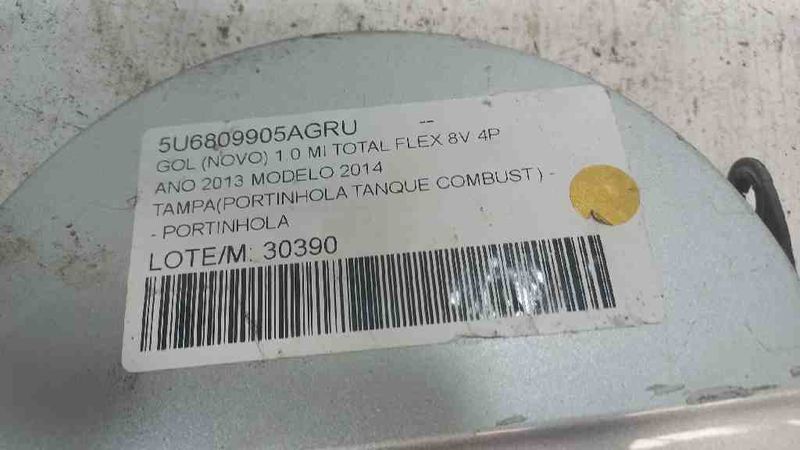 5U6809905AGRU --
GOL (NOVO) 1.0 MI TOTAL FLEX 8V 4P
ANO 2013 MODELO 2014
TAMPA(PORTINHOLA TANQUE COMBUST) -
- PORTINHOLA
LOTE/M: 30390